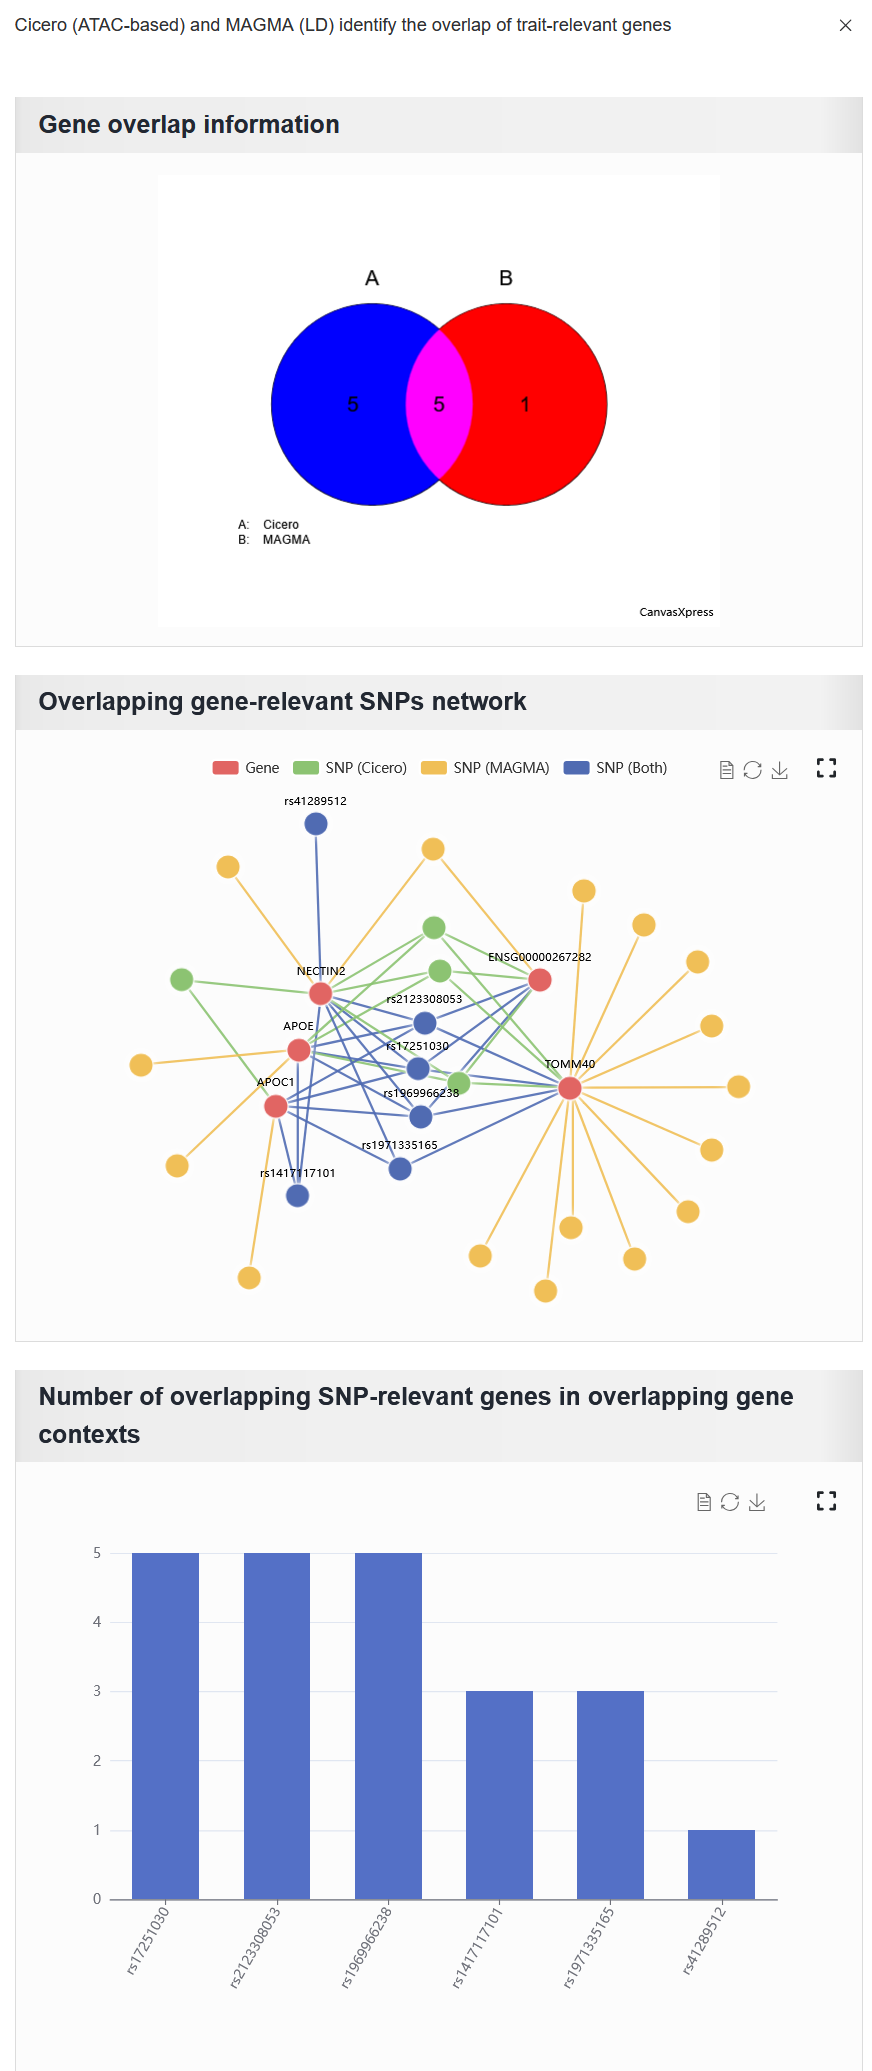 Cicero (ATAC-based) and MAGMA (LD) identify the overlap of trait-relevant genes
Gene overlap information
A B
5 5 1
A: Cicero
B: MAGMA
CanvasXpress
Overlapping gene-relevant SNPs network
Gene SNP (Cicero) SNP (MAGMA) SNP (Both)
rs41289512
ENSG00000267282
NECTIN2
rs2123308053
APOE
rs17251030
TOMM40
APOC1
rs1969966238
rs1971335165
rs1417117101
Number of overlapping SNP-relevant genes in overlapping gene
contexts
5
4
3
2
1
0
rs17251030
rs2123308053
rs1969966238
rs1417117101
rs1971335165
rs41289512